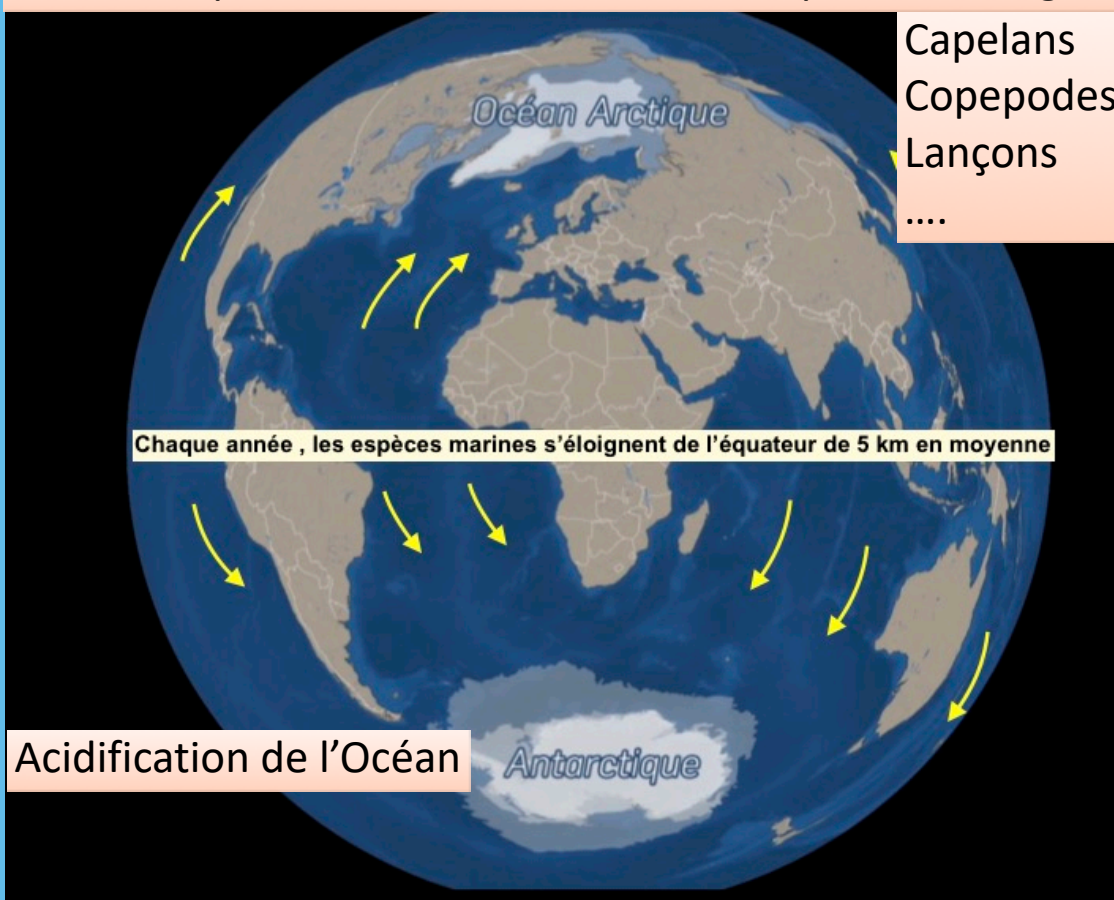 Capelans
Copepodes
Lançons
....
Océan Arctique
Chaque année , les espèces marines s’éloignent de l’équateur de 5 km en moyenne
Acidification de l’Océan
Antarctique